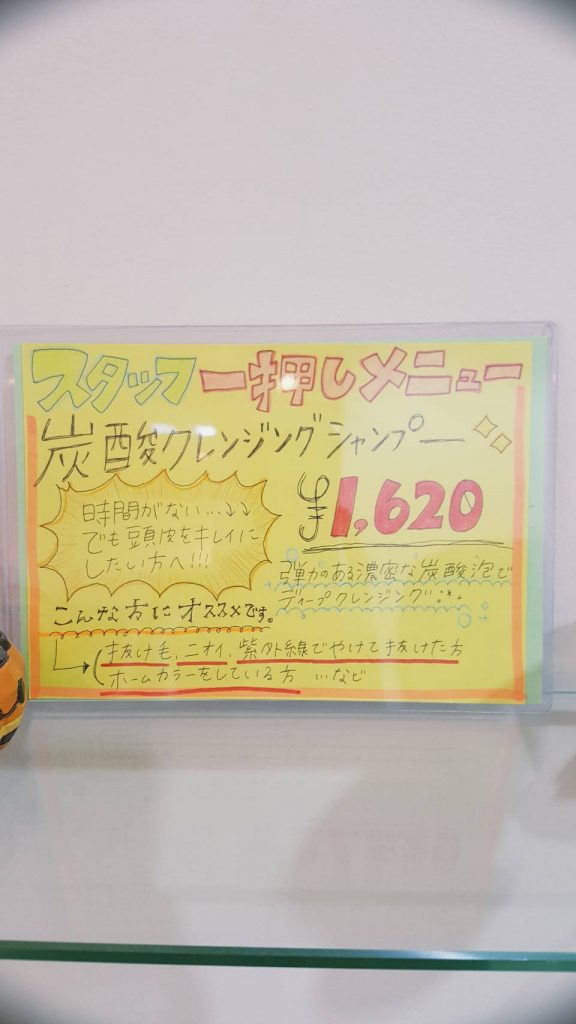 スタッフ一押しメニュー
炭酸クレンジングシャンプー
時間がない…↓↓
でも頭皮をキレイに
したい方へ!!!
¥1,620
弾力ある濃密な炭酸泡で
ディープクレンジング
こんな方にオススメです。
抜け毛、ニオイ、紫外線でやけて抜けた方
ホームカラーをしている方 …など